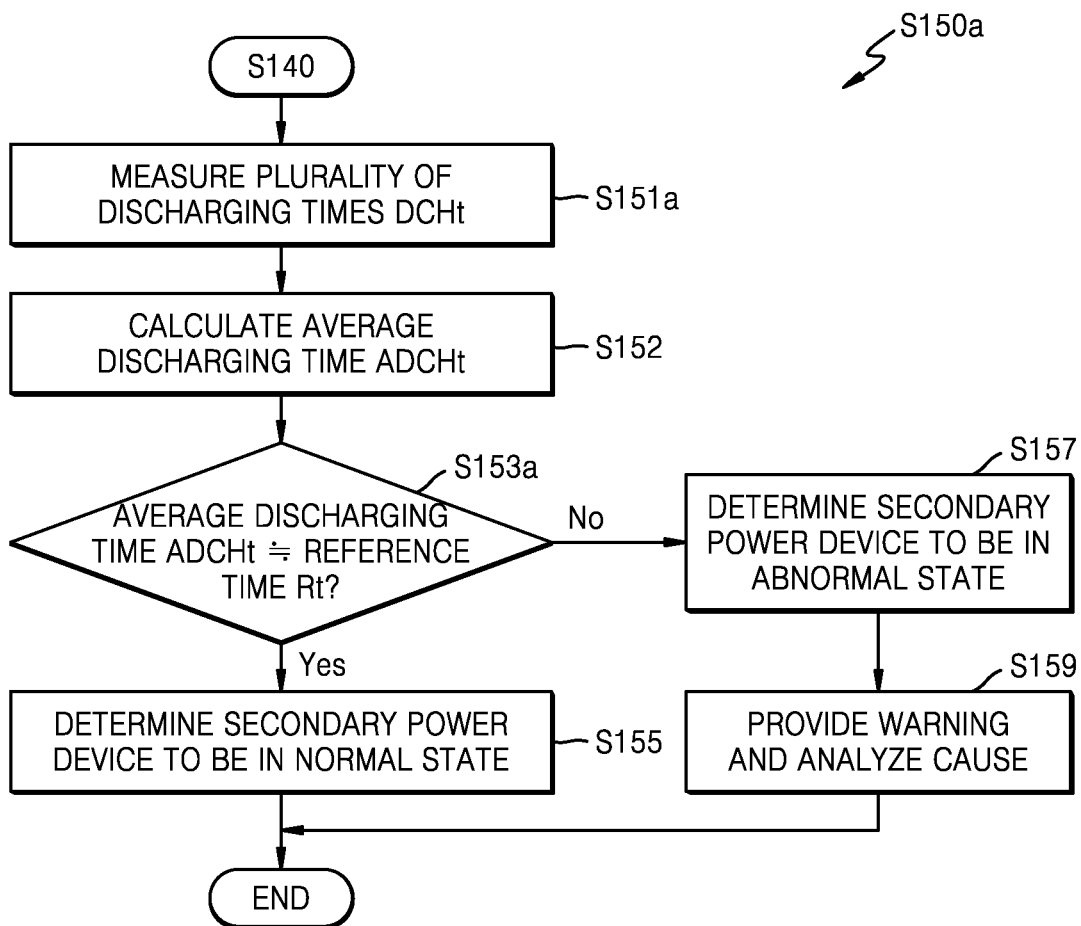 S150a
S140
MEASURE PLURALITY OF
DISCHARGING TIMES DCHt
S151a
CALCULATE AVERAGE
DISCHARGING TIME ADCHt
S152
S153a
AVERAGE DISCHARGING
TIME ADCHt ≒ REFERENCE
TIME Rt?
No
Yes
S157
DETERMINE SECONDARY
POWER DEVICE TO BE IN
ABNORMAL STATE
DETERMINE SECONDARY POWER
DEVICE TO BE IN NORMAL STATE
S155
S159
PROVIDE WARNING
AND ANALYZE CAUSE
END